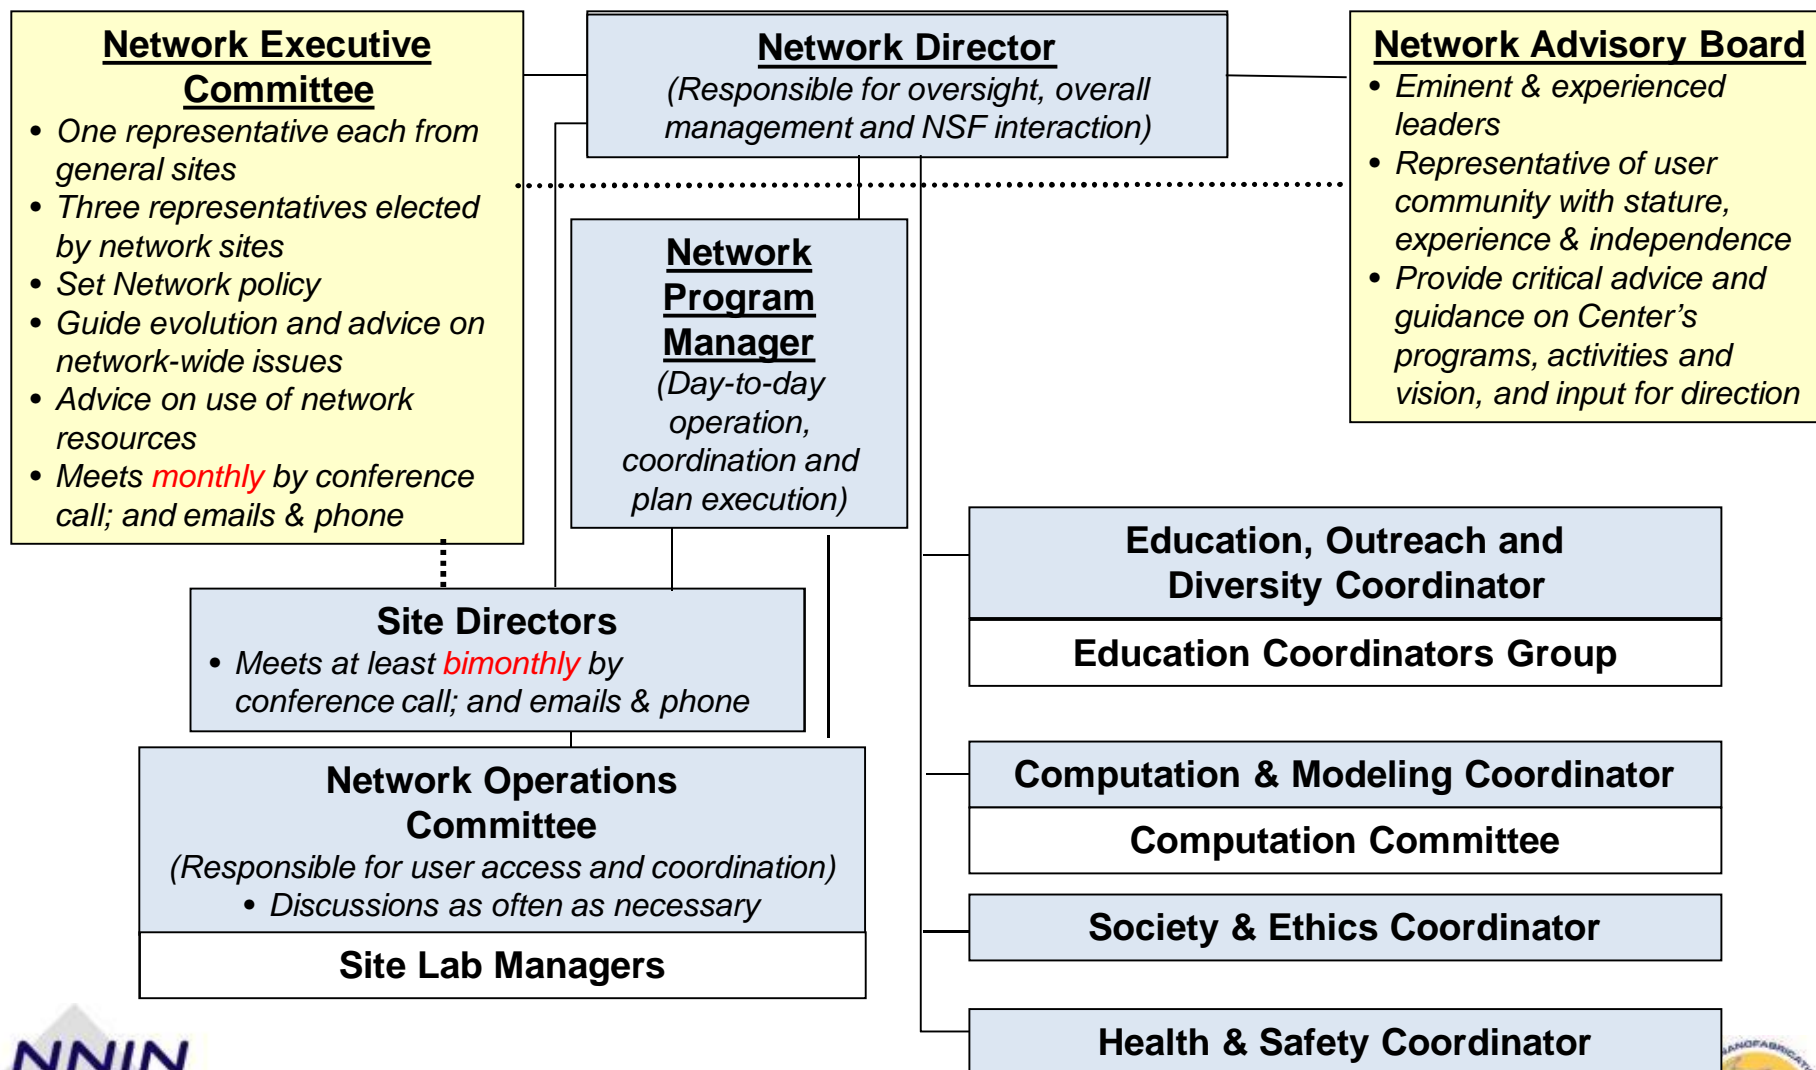 Network Executive
Committee
• One representative each from
general sites
• Three representatives elected
by network sites
• Set Network policy
• Guide evolution and advice on
network-wide issues
• Advice on use of network
resources
• Meets monthly by conference
call; and emails & phone
Network Director
(Responsible for oversight, overall
management and NSF interaction)
Network Advisory Board
• Eminent & experienced
leaders
• Representative of user
community with stature,
experience & independence
• Provide critical advice and
guidance on Center’s
programs, activities and
vision, and input for direction
Network
Program
Manager
(Day-to-day
operation,
coordination and
plan execution)
Site Directors
• Meets at least bimonthly by
conference call; and emails & phone
Network Operations
Committee
(Responsible for user access and coordination)
• Discussions as often as necessary
Site Lab Managers
Education, Outreach and
Diversity Coordinator
Education Coordinators Group
Computation & Modeling Coordinator
Computation Committee
Society & Ethics Coordinator
Health & Safety Coordinator
NNIN